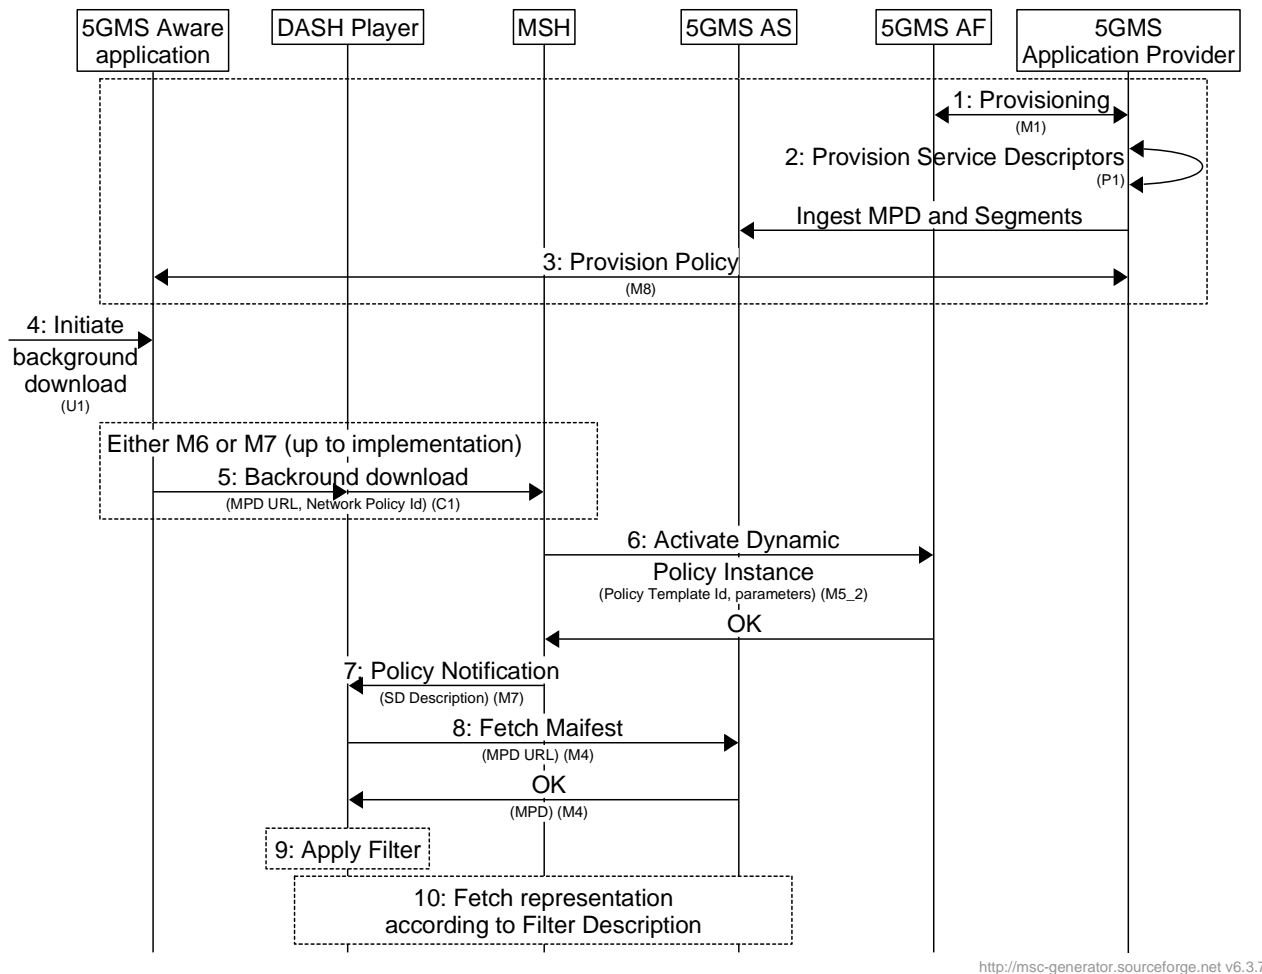 5GMS Aware
application
DASH Player
MSH
5GMS AS
5GMS AF
5GMS
Application Provider
1: Provisioning
(M1)
2: Provision Service Descriptors
(P1)
Ingest MPD and Segments
3: Provision Policy
(M8)
4: Initiate
background
download
(U1)
Either M6 or M7 (up to implementation)
5: Backround download
(MPD URL, Network Policy Id) (C1)
6: Activate Dynamic
Policy Instance
(Policy Template Id, parameters) (M5_2)
OK
7: Policy Notification
(SD Description) (M7)
8: Fetch Maifest
(MPD URL) (M4)
OK
(MPD) (M4)
9: Apply Filter
10: Fetch representation
according to Filter Description
http://msc-generator.sourceforge.net v6.3.7